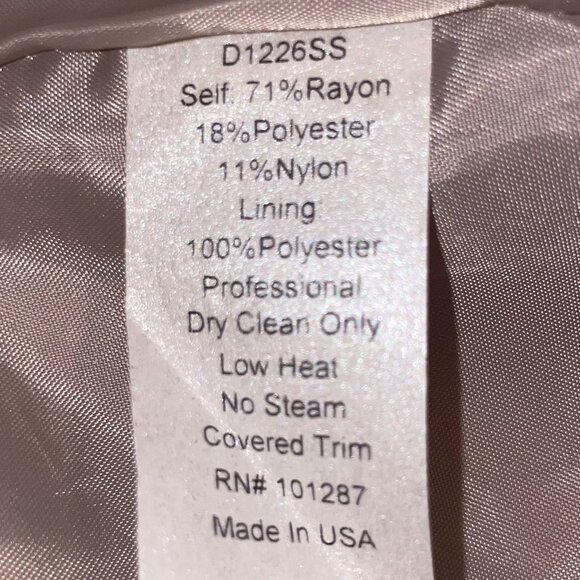 D1226SS
Self. 71%Rayon
18%Polyester
11%Nylon
Lining
100%Polyester
Professional
Dry Clean Only
Low Heat
No Steam
Covered Trim
RN# 101287
Made In USA